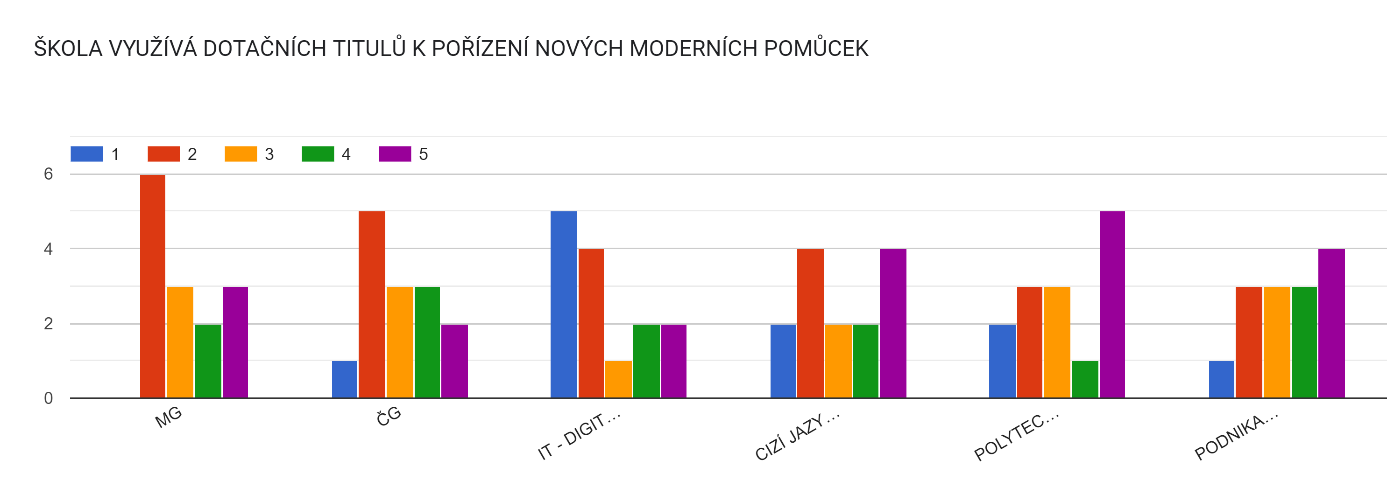 ŠKOLA VYUŽÍVÁ DOTAČNÍCH TITULŮ K POŘÍZENÍ NOVÝCH MODERNÍCH POMŮCEK
1 2 3 4 5
6
4
2
0
MG ČG IT - DIGIT... CIZÍ JAZY... POLYTEC... PODNIKA...